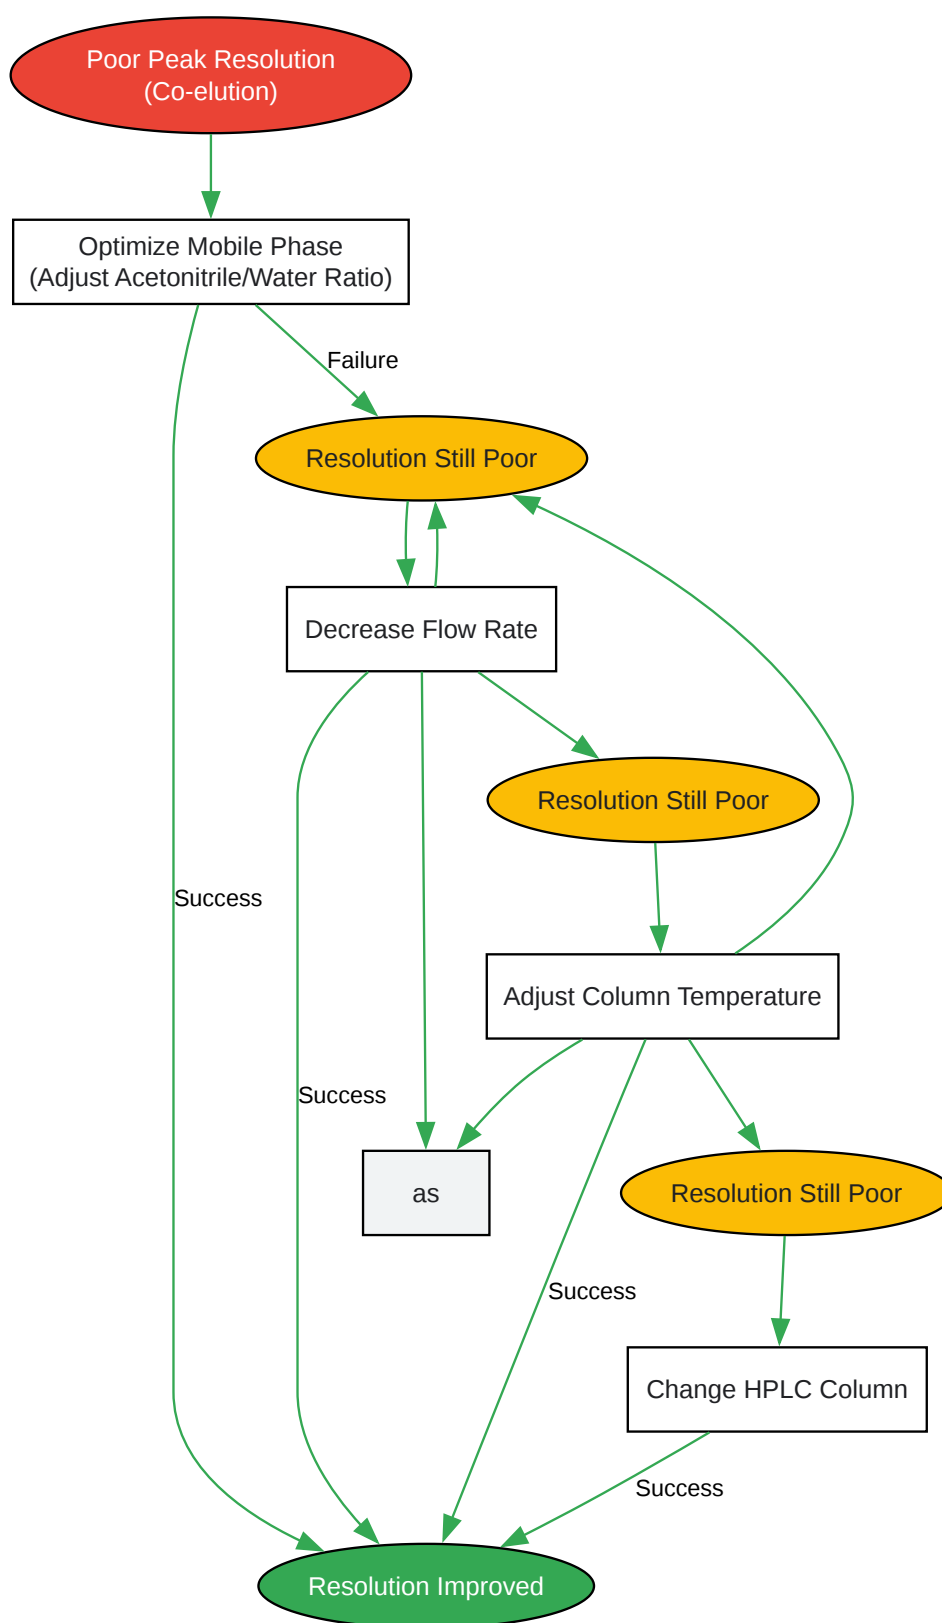 Poor Peak Resolution
(Co-elution)
Optimize Mobile Phase
(Adjust Acetonitrile/Water Ratio)
Failure
Resolution Still Poor
Decrease Flow Rate
Resolution Still Poor
Success
Adjust Column Temperature
Success
as
Resolution Still Poor
Success
Change HPLC Column
Success
Resolution Improved